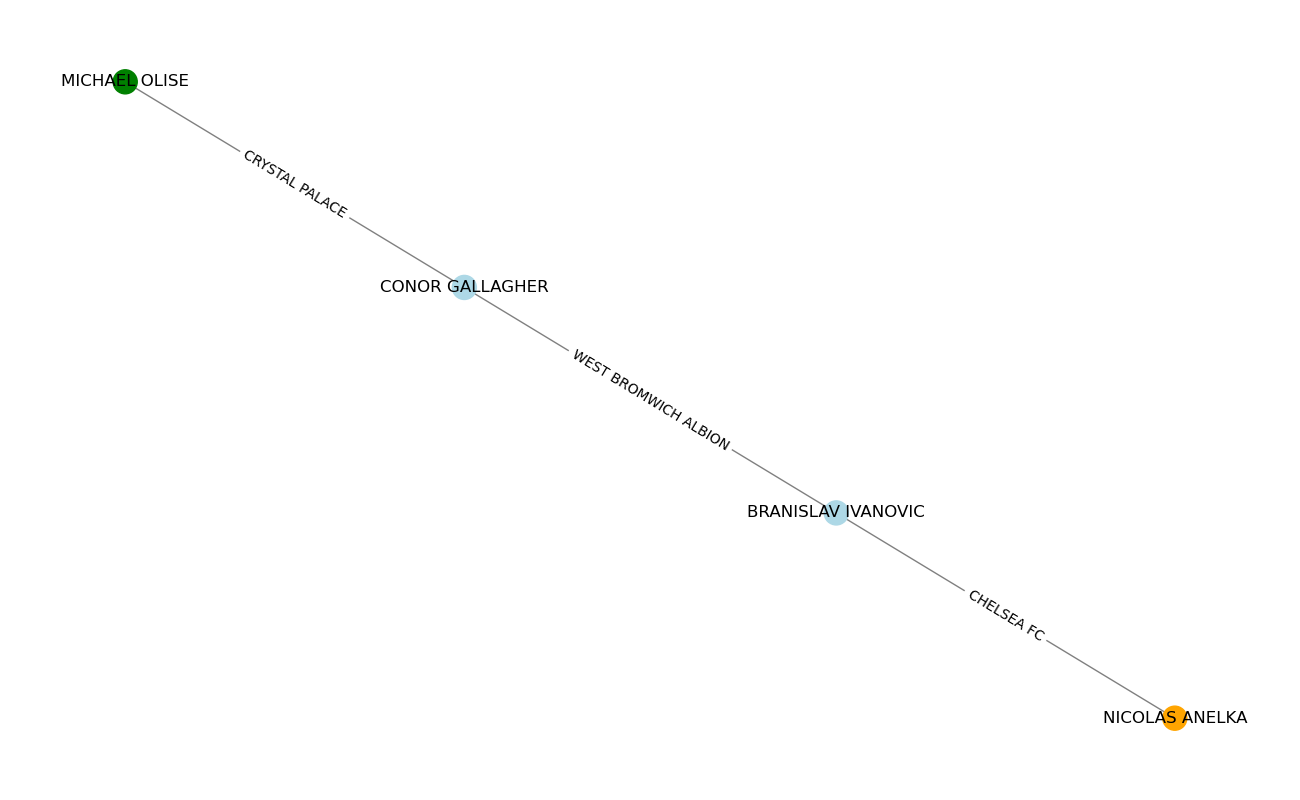 MICHAEL OLISE
CRYSTAL PALACE
CONOR GALLAGHER
WEST BROMWICH ALBION
BRANISLAV IVANOVIC
CHELSEA FC
NICOLAS ANELKA